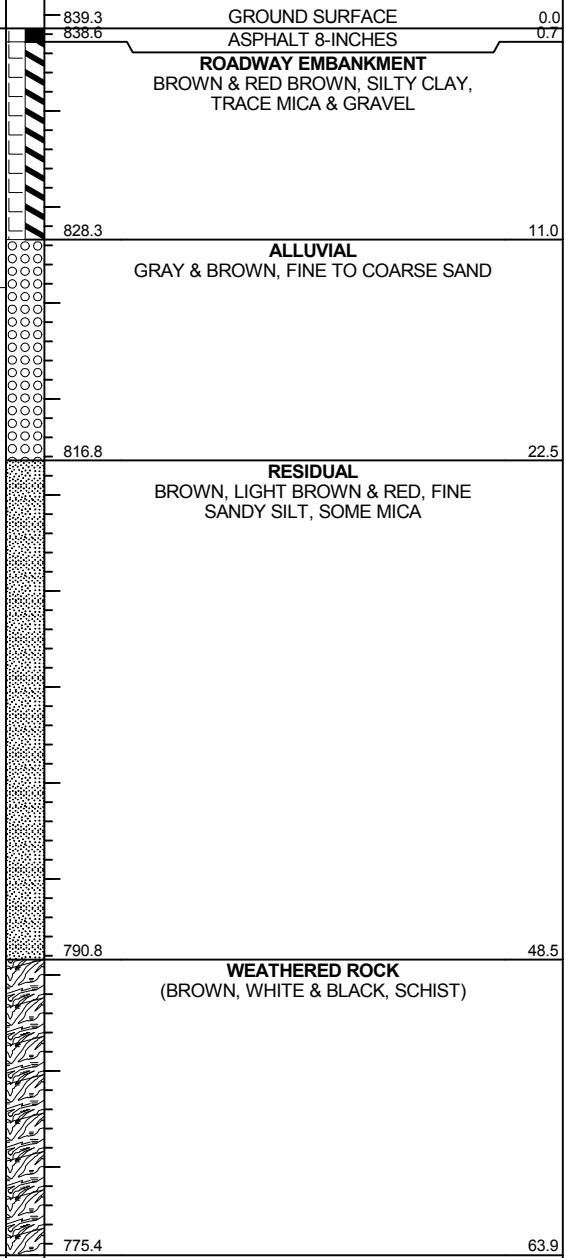 839.3 GROUND SURFACE 0.0
838.6 ASPHALT 8-INCHES 0.7
ROADWAY EMBANKMENT
BROWN & RED BROWN, SILTY CLAY,
TRACE MICA & GRAVEL
828.3 11.0
ALLUVIAL
GRAY & BROWN, FINE TO COARSE SAND
816.8 22.5
RESIDUAL
BROWN, LIGHT BROWN & RED, FINE
SANDY SILT, SOME MICA
790.8 48.5
WEATHERED ROCK
(BROWN, WHITE & BLACK, SCHIST)
775.4 63.9